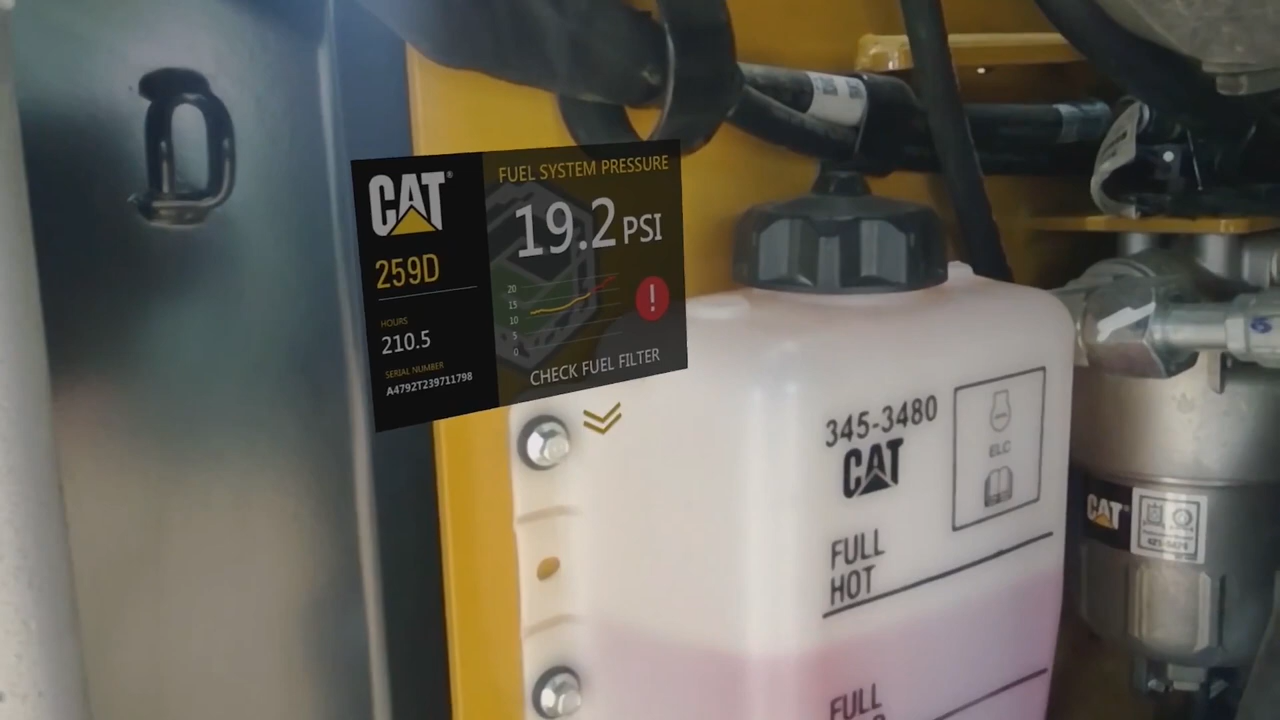 CAT®
259D
HOURS
210.5
SERIAL NUMBER
A4792T239711798
FUEL SYSTEM PRESSURE
19.2 PSI
20
15
10
5
0
!
CHECK FUEL FILTER
345-3480
CAT
ELC
FULL
HOT
FULL
CAT